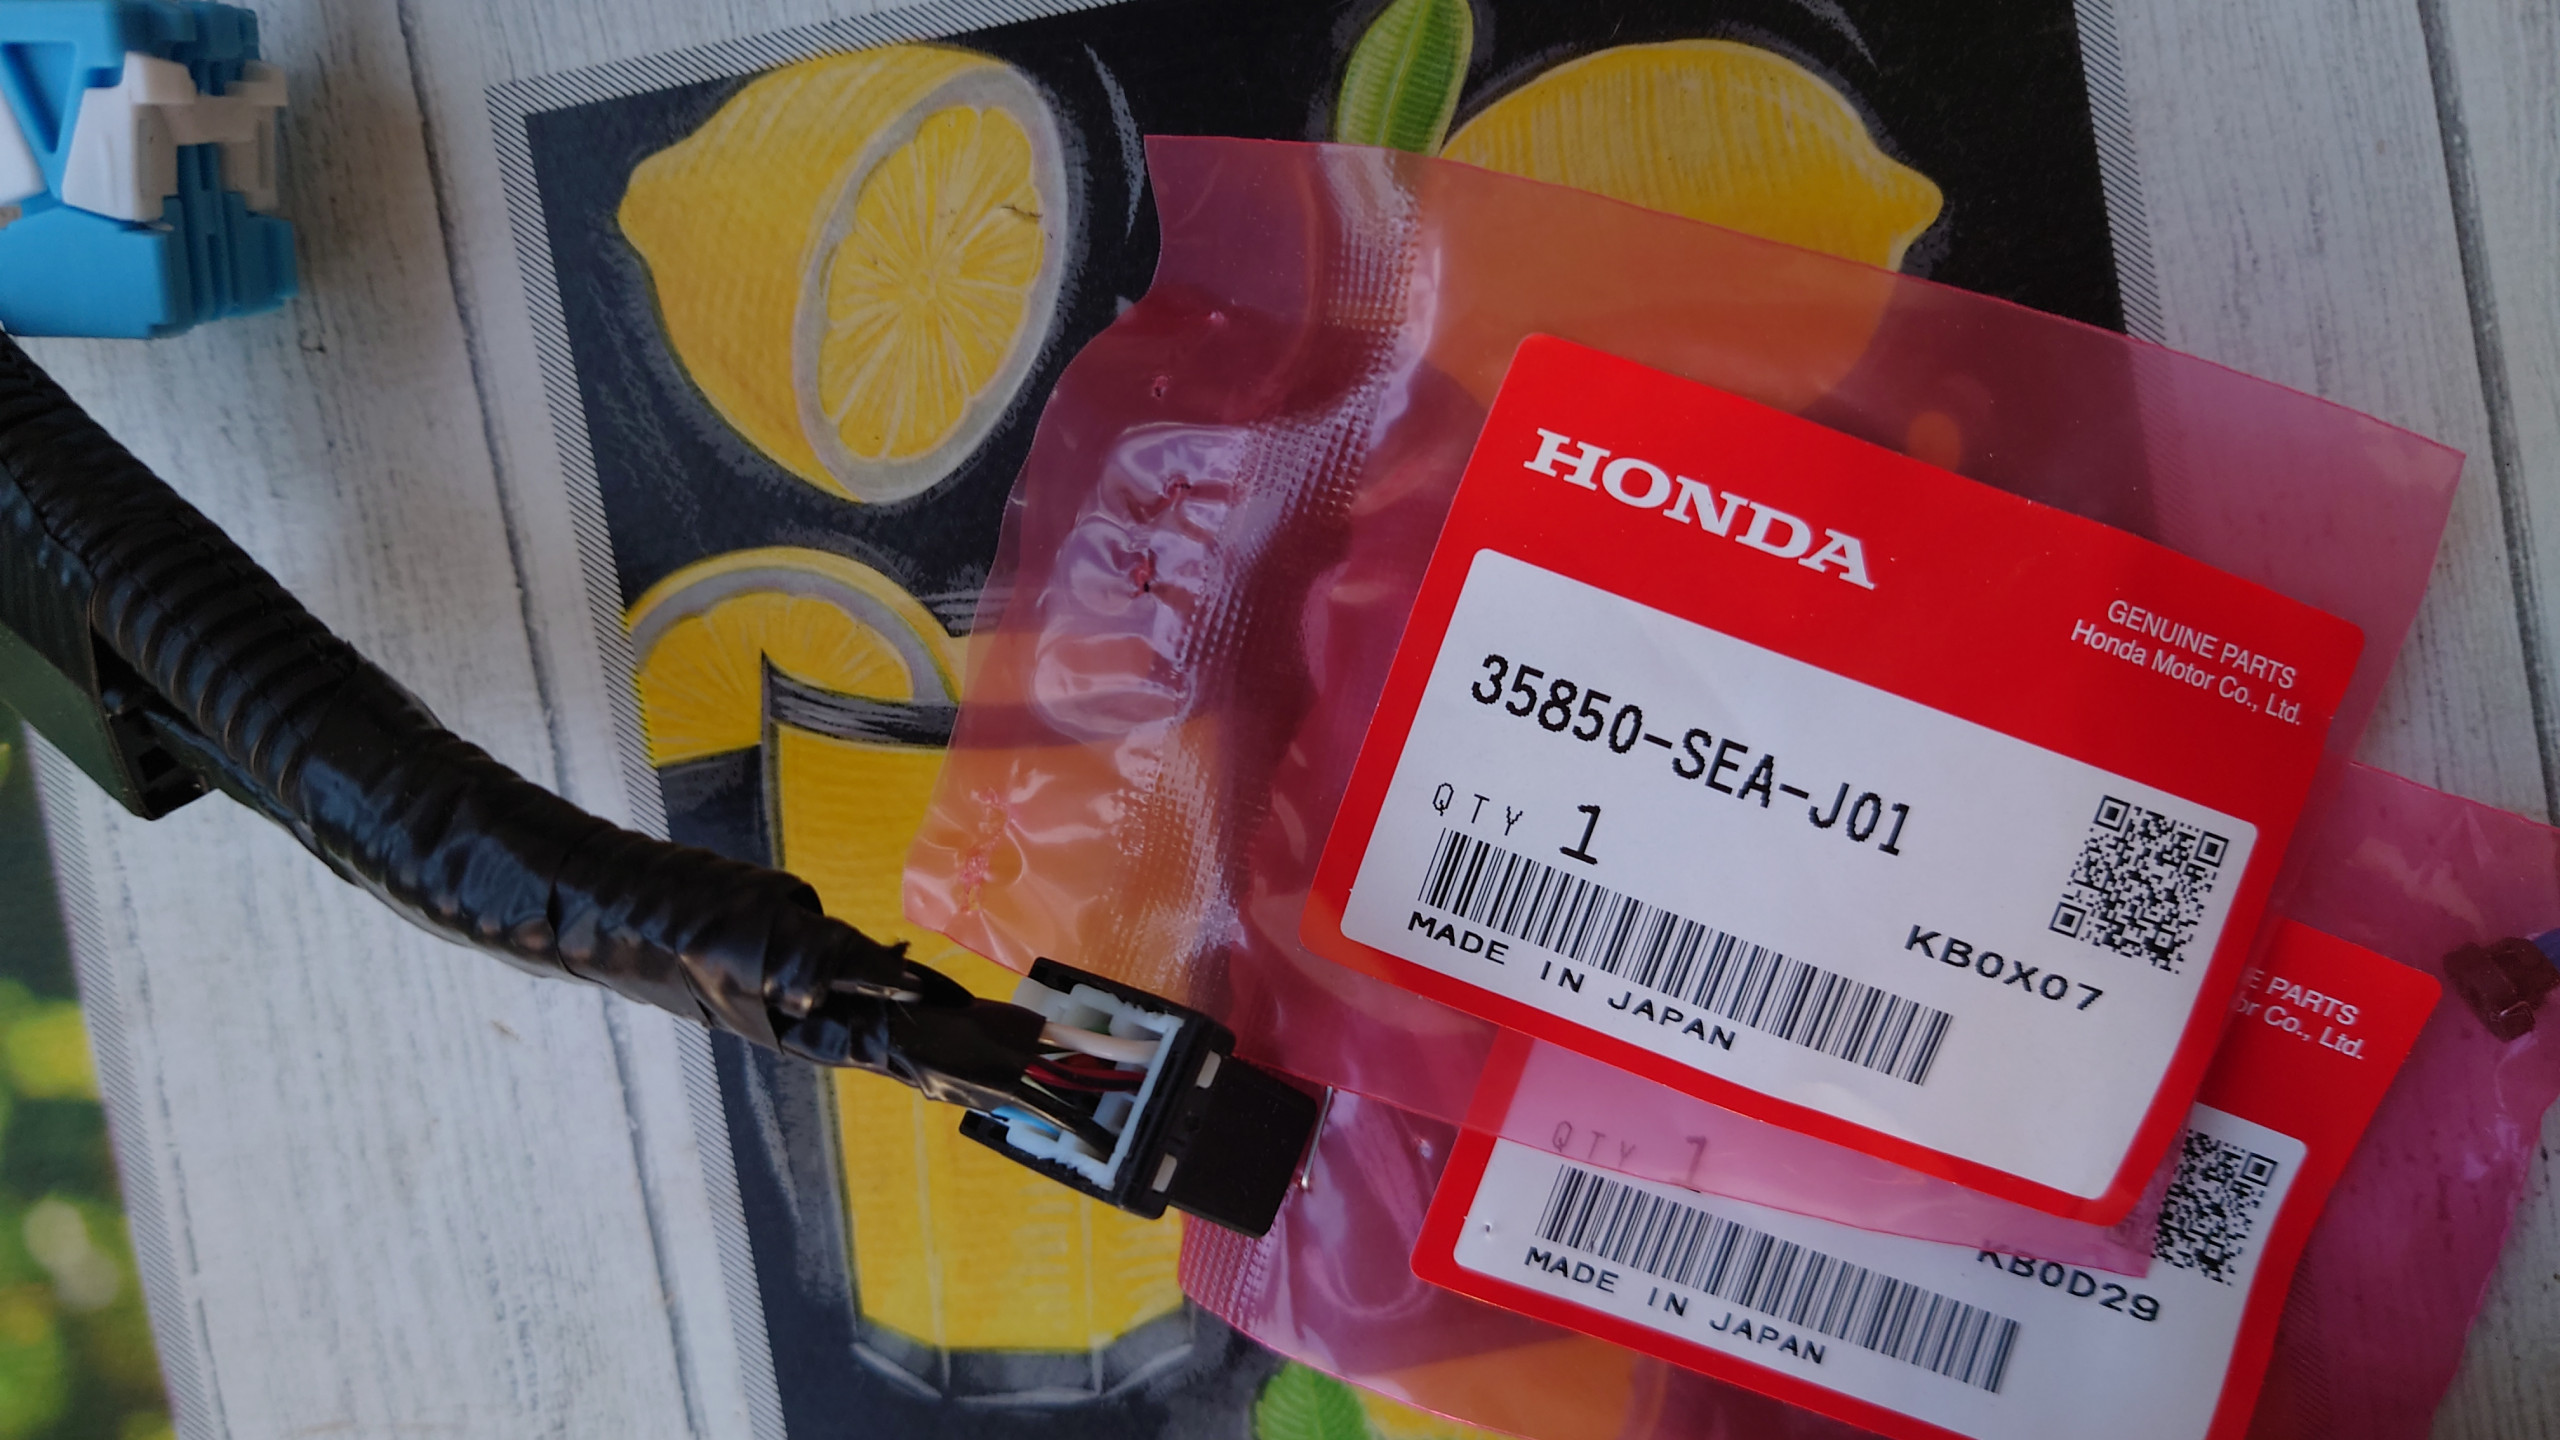 HONDA
GENUINE PARTS
Honda Motor Co., Ltd.
35850-SEA-J01
QTY 1
KB0X07
MADE IN JAPAN
E PARTS
or Co., Ltd.
QTY 1
KB0D29
MADE IN JAPAN